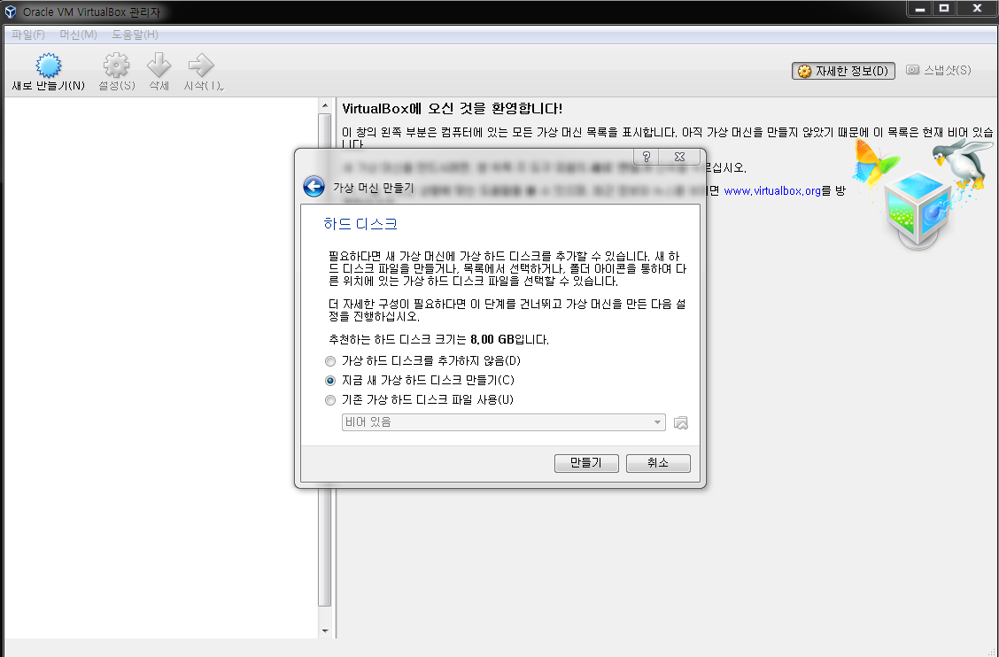 Oracle VM VirtualBox 관리자
파일(F) 머신(M) 도움말(H)
새로 만들기(N) 설정(S) 삭제 시작(T)
자세한 정보(D) 스냅샷(S)
VirtualBox에 오신 것을 환영합니다!
이 창의 왼쪽 부분은 컴퓨터에 있는 모든 가상 머신 목록을 표시합니다. 아직 가상 머신을 만들지 않았기 때문에 이 목록은 현재 비어 있습
니다.
르십시오.
면 www.virtualbox.org를 방
가상 머신 만들기
하드 디스크
필요하다면 새 가상 머신에 가상 하드 디스크를 추가할 수 있습니다. 새 하
드 디스크 파일을 만들거나, 목록에서 선택하거나, 폴더 아이콘을 통하여 다
른 위치에 있는 가상 하드 디스크 파일을 선택할 수 있습니다.
더 자세한 구성이 필요하다면 이 단계를 건너뛰고 가상 머신을 만든 다음 설
정을 진행하십시오.
추천하는 하드 디스크 크기는 8.00 GB입니다.
가상 하드 디스크를 추가하지 않음(D)
지금 새 가상 하드 디스크 만들기(C)
기존 가상 하드 디스크 파일 사용(U)
비어 있음
만들기 취소